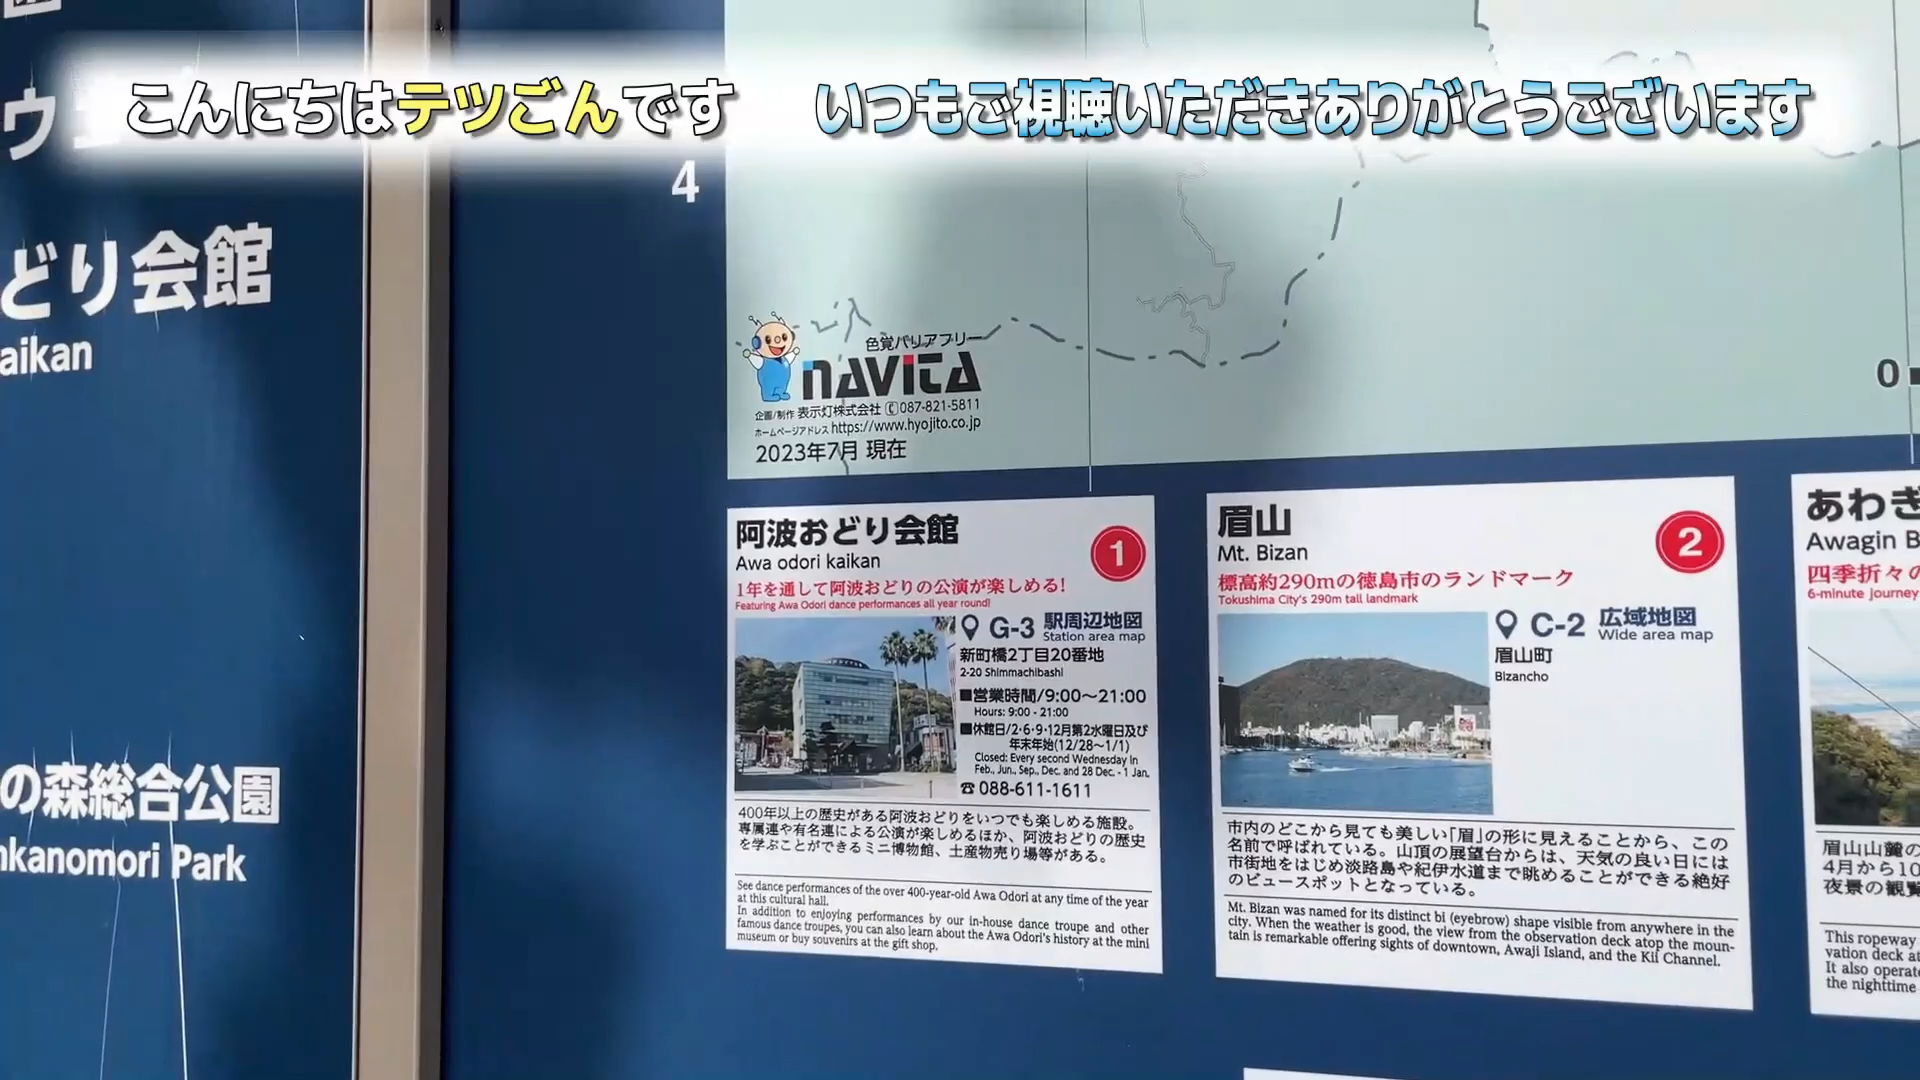 こんにちはテツごんです いつもご視聴いただきありがとうございます
どり会館
aikan
の森総合公園
nkanomori Park
4
色覚バリアフリー
NAVITA
企画/制作 表示灯株式会社 087-821-5811
ホームページアドレス https://www.hyojito.co.jp
2023年7月 現在
0
阿波おどり会館
Awa odori kaikan
1
1年を通して阿波おどりの公演が楽しめる!
Featuring Awa Odori dance performances all year round!
G-3 駅周辺地図
Station area map
新町橋2丁目20番地
2-20 Shimmachibashi
■営業時間/9:00～21:00
Hours: 9:00 - 21:00
■休館日/2・6・9・12月第2水曜日及び
年末年始(12/28～1/1)
Closed: Every second Wednesday in
Feb., Jun., Sep., Dec. and 28 Dec. - 1 Jan.
☎088-611-1611
400年以上の歴史がある阿波おどりをいつでも楽しめる施設。
専属連や有名連による公演が楽しめるほか、阿波おどりの歴史
を学ぶことができるミニ博物館、土産物売り場等がある。
See dance performances of the over 400-year-old Awa Odori at any time of the year
at this cultural hall.
In addition to enjoying performances by our in-house dance troupe and other
famous dance troupes, you can also learn about the Awa Odori's history at the mini
museum or buy souvenirs at the gift shop.
眉山
Mt. Bizan
2
標高約290mの徳島市のランドマーク
Tokushima City's 290m tall landmark
C-2 広域地図
Wide area map
眉山町
Bizancho
市内のどこから見ても美しい「眉」の形に見えることから、この
名前で呼ばれている。山頂の展望台からは、天気の良い日には
市街地をはじめ淡路島や紀伊水道まで眺めることができる絶好
のビュースポットとなっている。
Mt. Bizan was named for its distinct bi (eyebrow) shape visible from anywhere in the
city. When the weather is good, the view from the observation deck atop the moun-
tain is remarkable offering sights of downtown, Awaji Island, and the Kii Channel.
あわぎ
Awagin B
四季折々の
6-minute journey
眉山山麓の
4月から10
夜景の観覧
This ropeway
vation deck at
It also operate
the nighttime